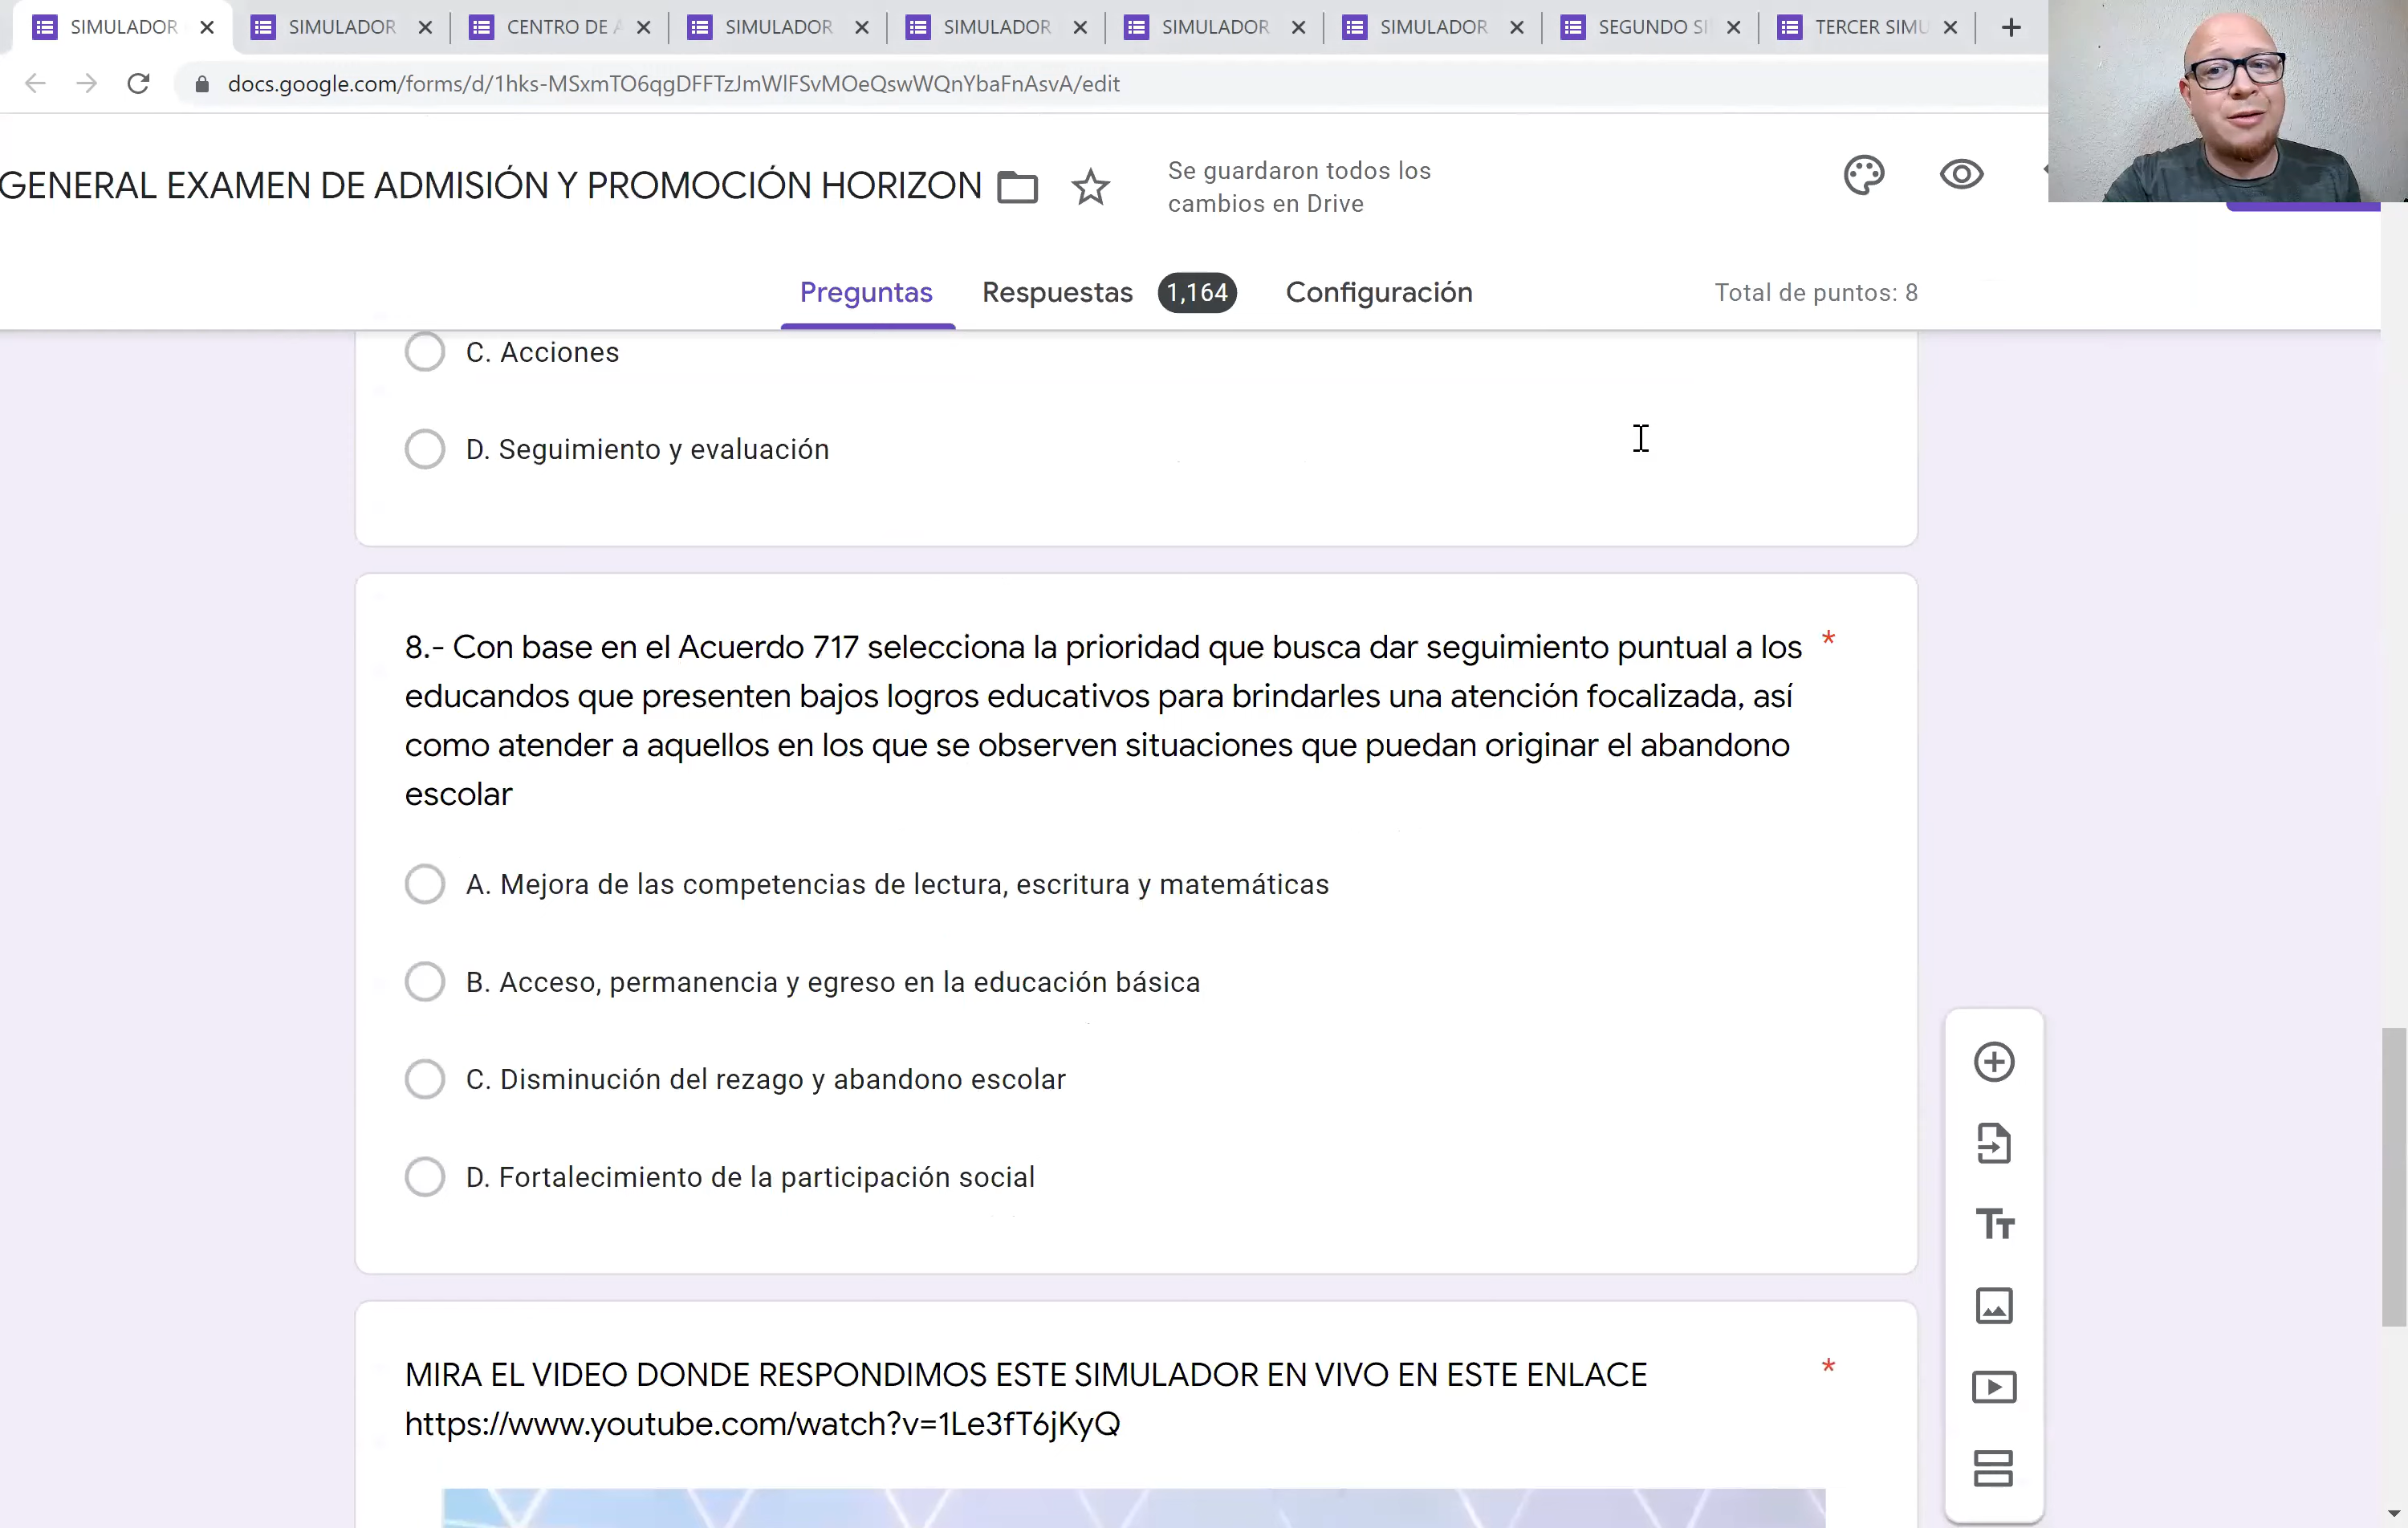 SIMULADOR
SIMULADOR
CENTRO DE A
SIMULADOR
SIMULADOR
SIMULADOR
SIMULADOR
SEGUNDO SI
TERCER SIMU
docs.google.com/forms/d/1hks-MSxmTO6qgDFFTzJmWlFSvMOeQswWQnYbaFnAsvA/edit
GENERAL EXAMEN DE ADMISIÓN Y PROMOCIÓN HORIZON
Se guardaron todos los
cambios en Drive
Preguntas
Respuestas
1,164
Configuración
Total de puntos: 8
C. Acciones
D. Seguimiento y evaluación
8.- Con base en el Acuerdo 717 selecciona la prioridad que busca dar seguimiento puntual a los *
educandos que presenten bajos logros educativos para brindarles una atención focalizada, así
como atender a aquellos en los que se observen situaciones que puedan originar el abandono
escolar
A. Mejora de las competencias de lectura, escritura y matemáticas
B. Acceso, permanencia y egreso en la educación básica
C. Disminución del rezago y abandono escolar
D. Fortalecimiento de la participación social
MIRA EL VIDEO DONDE RESPONDIMOS ESTE SIMULADOR EN VIVO EN ESTE ENLACE *
https://www.youtube.com/watch?v=1Le3fT6jKyQ